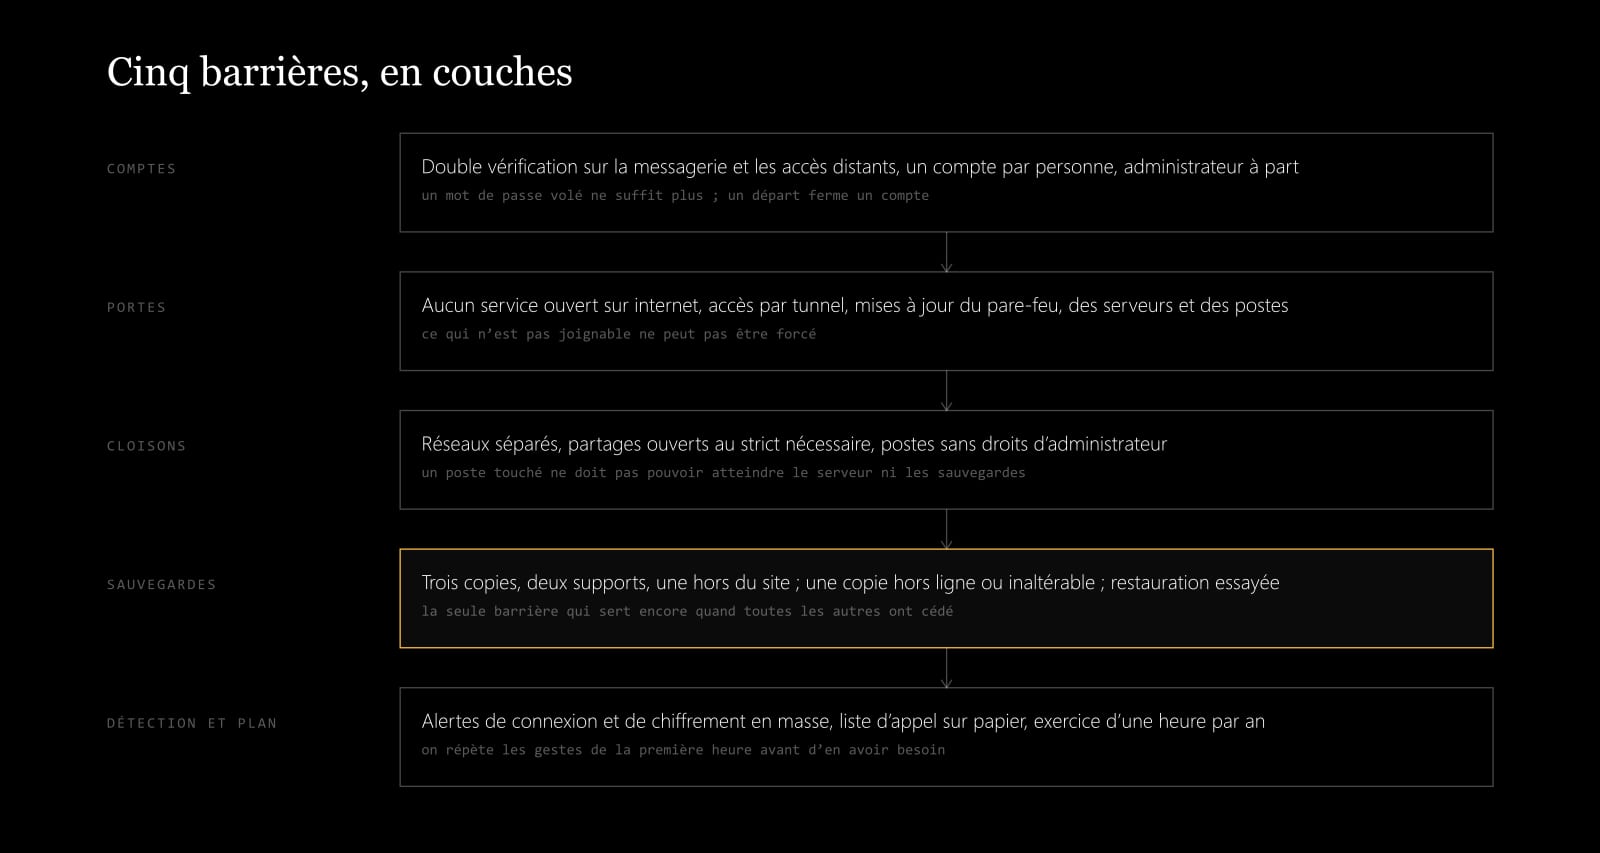 Cinq barrières, en couches
COMPTES
Double vérification sur la messagerie et les accès distants, un compte par personne, administrateur à part
un mot de passe volé ne suffit plus ; un départ ferme un compte
PORTES
Aucun service ouvert sur internet, accès par tunnel, mises à jour du pare-feu, des serveurs et des postes
ce qui n’est pas joignable ne peut pas être forcé
CLOISONS
Réseaux séparés, partages ouverts au strict nécessaire, postes sans droits d’administrateur
un poste touché ne doit pas pouvoir atteindre le serveur ni les sauvegardes
SAUVEGARDES
Trois copies, deux supports, une hors du site ; une copie hors ligne ou inaltérable ; restauration essayée
la seule barrière qui sert encore quand toutes les autres ont cédé
DÉTECTION ET PLAN
Alertes de connexion et de chiffrement en masse, liste d’appel sur papier, exercice d’une heure par an
on répète les gestes de la première heure avant d’en avoir besoin